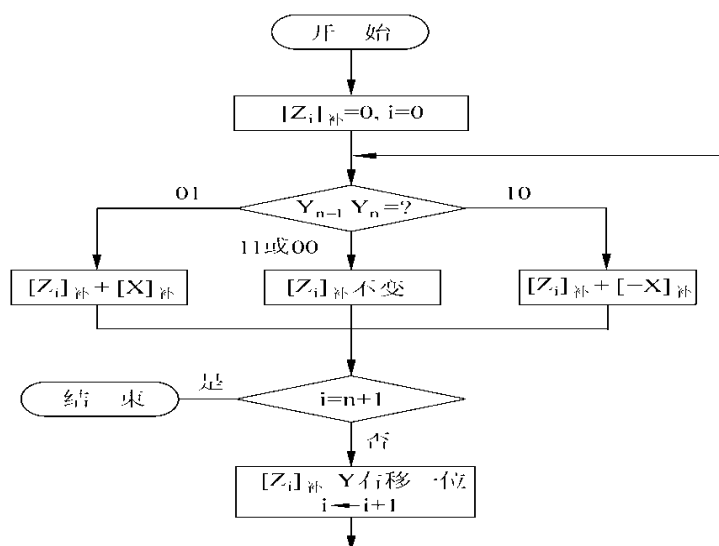 开 始
[Zi]补=0, i=0
01
Yn-1 Yn=?
10
11或00
[Zi]补+[X]补
[Zi]补不变
[Zi]补+[-X]补
是
结 束
i=n+1
否
[Zi]补 Y右移一位
i←i+1